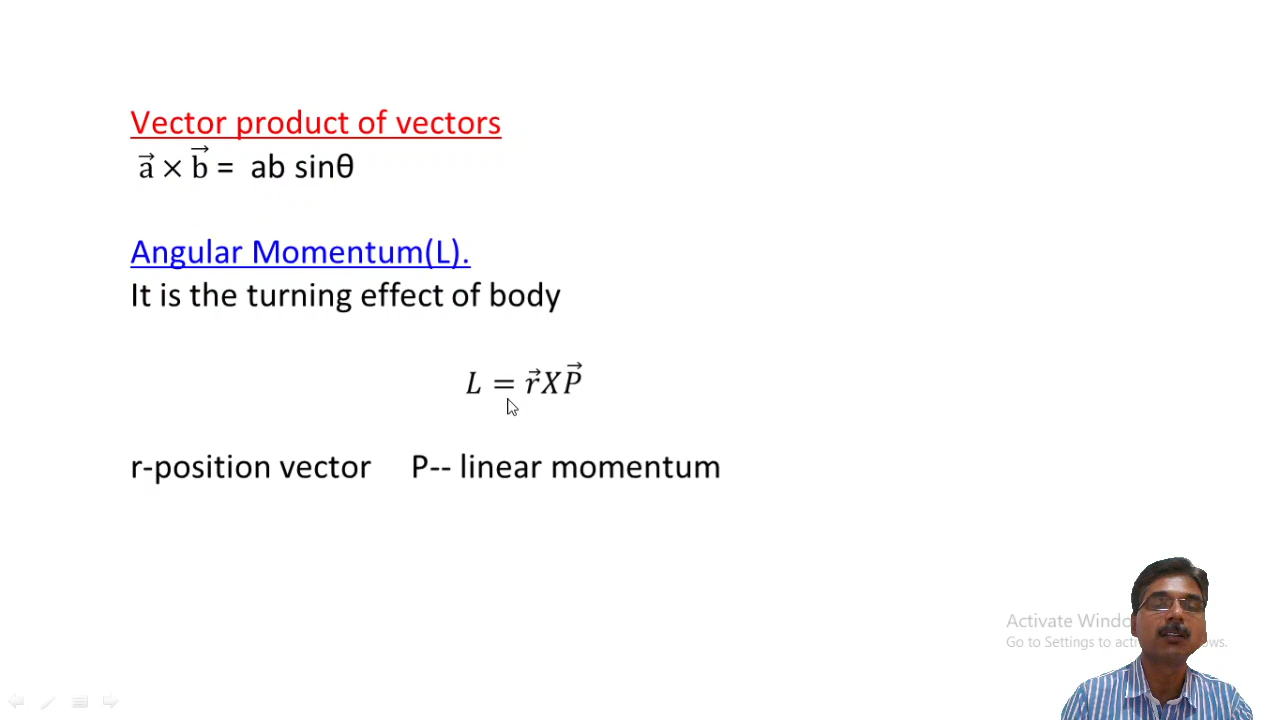 Vector product of vectors
a⃗ × b⃗ = ab sinθ
Angular Momentum(L).
It is the turning effect of body
L = r⃗XP⃗
r-position vector P-- linear momentum
Activate Windo
Go to Settings to act ows.